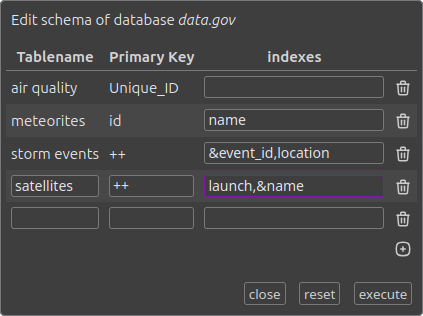 Edit schema of database data.gov
Tablename Primary Key indexes
air quality Unique_ID
meteorites id name
storm events ++ &event_id,location
satellites ++ launch,&name
close reset execute